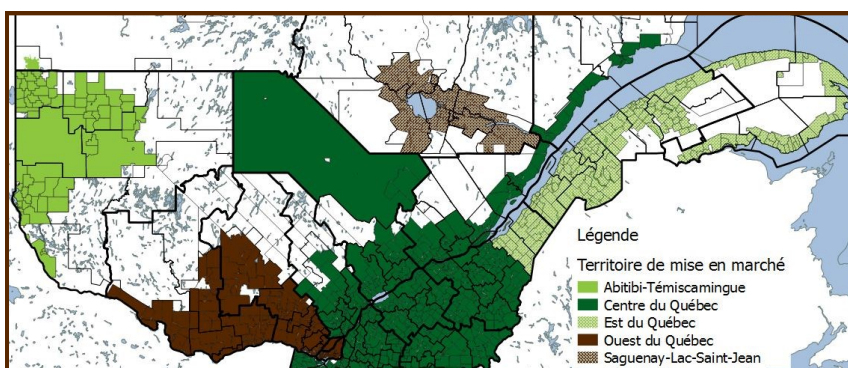 Légende
Territoire de mise en marché
Abitibi-Témiscamingue
Centre du Québec
Est du Québec
Ouest du Québec
Saguenay-Lac-Saint-Jean